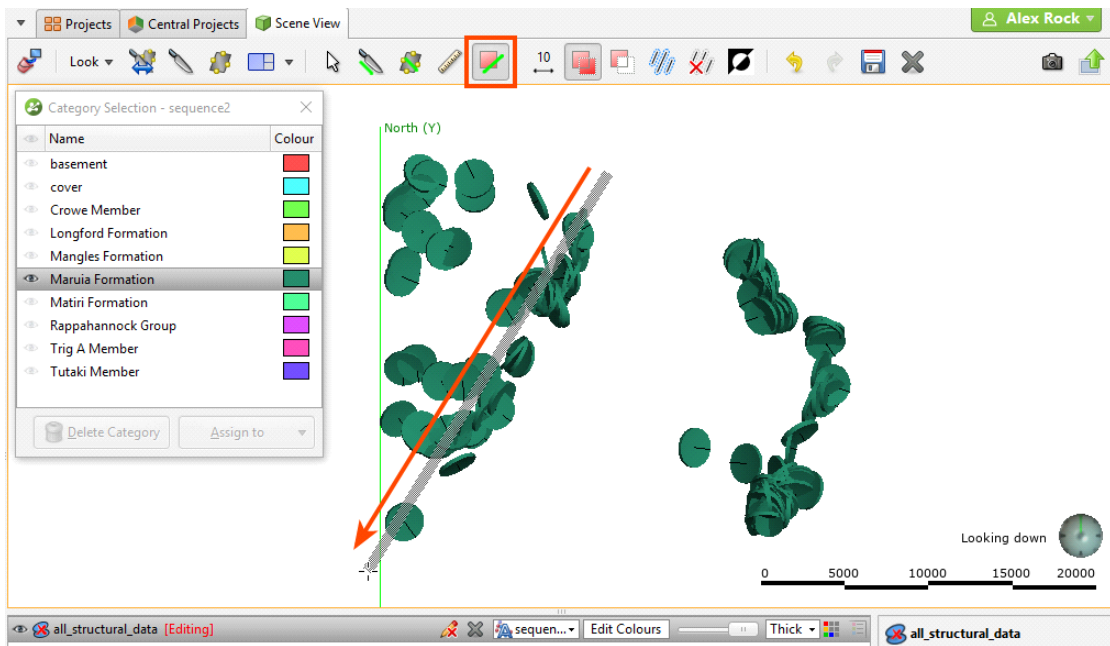 Projects Central Projects Scene View Alex Rock
Look 10
Category Selection - sequence2
Name Colour
basement
cover
Crowe Member
Longford Formation
Mangles Formation
Maruia Formation
Matiri Formation
Rappahannock Group
Trig A Member
Tutaki Member
Delete Category Assign to
North (Y)
Looking down
0 5000 10000 15000 20000
all_structural_data [Editing] sequen... Edit Colours Thick all_structural_data